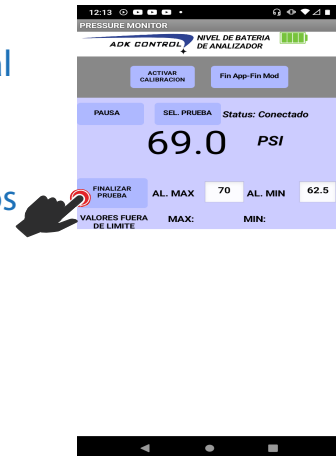 al
os
12:13
PRESSURE MONITOR
ADK CONTROL
NIVEL DE BATERIA
DE ANALIZADOR
ACTIVAR
CALIBRACION
Fin App-Fin Mod
PAUSA
SEL. PRUEBA
Status: Conectado
69.0 PSI
FINALIZAR
PRUEBA
AL. MAX 70 AL. MIN 62.5
VALORES FUERA
DE LIMITE
MAX: MIN: